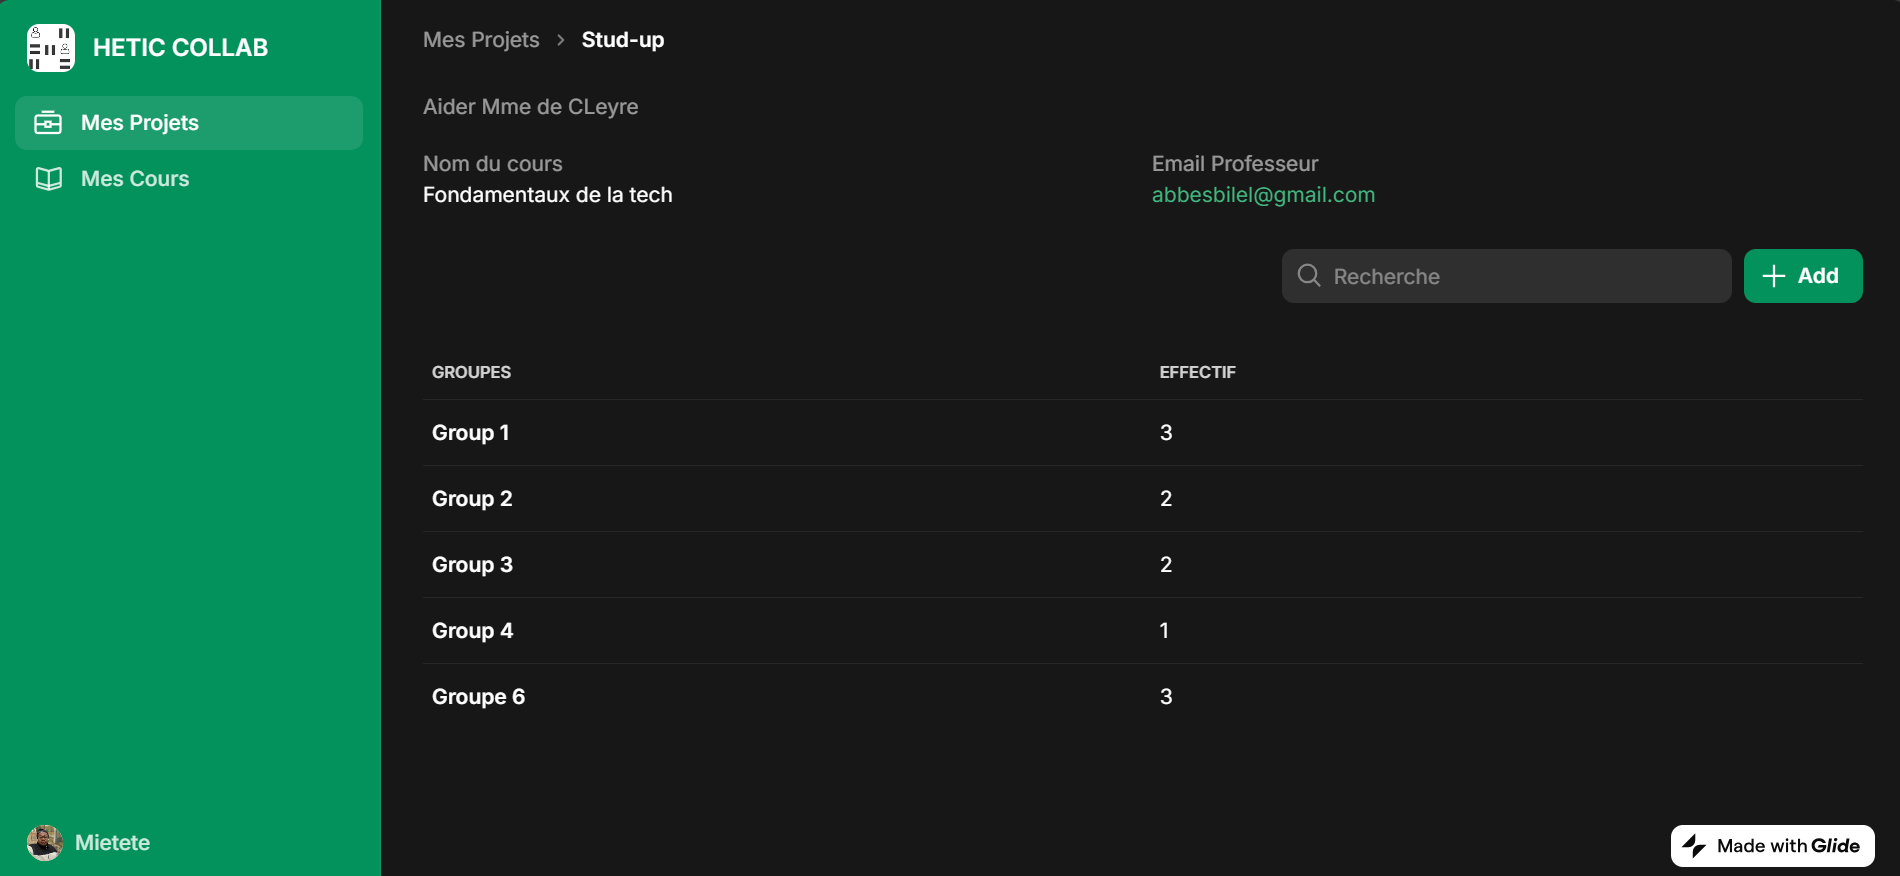 HETIC COLLAB
Mes Projets
Mes Cours
Mietete
Mes Projets > Stud-up
Aider Mme de CLeyre
Nom du cours
Fondamentaux de la tech
Email Professeur
abbesbilel@gmail.com
Recherche
Add
GROUPES EFFECTIF
Group 1 3
Group 2 2
Group 3 2
Group 4 1
Groupe 6 3
Made with Glide